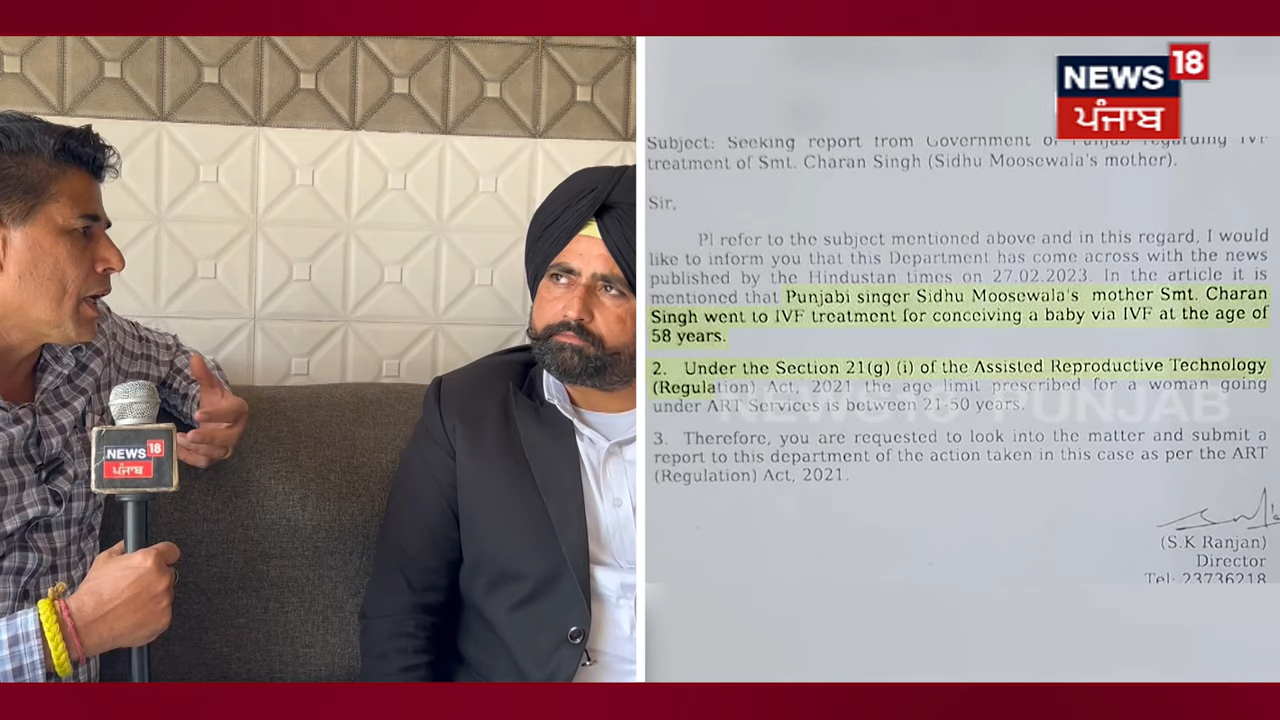 NEWS 18
ਪੰਜਾਬ
NEWS 18
ਪੰਜਾਬ
Subject: Seeking report from Government of Punjab regarding IVF
treatment of Smt. Charan Singh (Sidhu Moosewala's mother).
Sir,
Pl refer to the subject mentioned above and in this regard, I would
like to inform you that this Department has come across with the news
published by the Hindustan times on 27.02.2023. In the article it is
mentioned that Punjabi singer Sidhu Moosewala's mother Smt. Charan
Singh went to IVF treatment for conceiving a baby via IVF at the age of
58 years.
2. Under the Section 21(g) (i) of the Assisted Reproductive Technology
(Regulation) Act, 2021 the age limit prescribed for a woman going
under ART Services is between 21-50 years.
NEWS 18 PUNJAB
3. Therefore, you are requested to look into the matter and submit a
report to this department of the action taken in this case as per the ART
(Regulation) Act, 2021.
(S.K Ranjan)
Director
Tel: 23736218